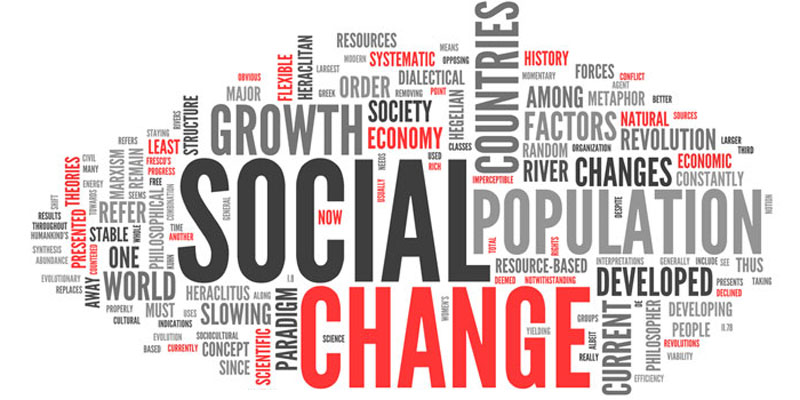 RESOURCES
MEANS
MODERN
SYSTEMATIC
OPPOSING
HISTORY
OBVIOUS
FLEXIBLE
HERACLITAN
LARGEST
DIALECTICAL
MOMENTARY
FORCES
CONFLICT
MAJOR
GREEK
ORDER
REMOVING
POINT
COUNTRIES
AMONG
AGENT
METAPHOR
BETTER
RIVERS
STRUCTURE
GROWTH
SOCIETY
HEGELIAN
FACTORS
NATURAL
SOURCES
STAYING
ECONOMY
CLASSES
RANDOM
ORGANIZATION
REVOLUTION
LARGER
REFERS
LEAST
THIRD
CIVIL
MANY
THEORIES
MARXISM
REMAIN
FRESCO'S
PROGRESS
NEEDS
USED
RICH
RIVER
CHANGES
ECONOMIC
CONSTANTLY
ENERGY
SEEMS
FREE
USUALLY
IMPERCEPTIBLE
SHIFT
TOWARDS
PHILOSOPHICAL
COMBINATION
SOCIAL
NOW
GENERAL
POPULATION
DESPITE
NOTION
RESULTS
THROUGHOUT
HUMANKIND'S
PRESENTED
REFER
STABLE
WHOLE
TIME
ANOTHER
SYNTHESIS
ABUNDANCE
COUNTERED
ONE
KUHN
TOTAL
RIGHTS
RESOURCE-BASED
INTERPRETATIONS
GENERALLY
INCLUDE
SEE
THUS
EVOLUTIONARY
REPLACES
AWAY
WORLD
1.0
DEEMED
NOTWITHSTANDING
DEVELOPED
PRESENTS
TAKING
DECLINED
HERACLITUS
ALONG
PROPERLY
MUST
USES
SLOWING
PARADIGM
CHANGE
WOMEN'S
GROUPS
CURRENT
DE
DEVELOPING
CULTURAL
INDICATIONS
PHILOSOPHER
PEOPLE
EVOLUTION
SOCIOCULTURAL
SCIENCE
YIELDING
ALBEIT
REVOLUTIONS
BASED
CURRENTLY
CONCEPT
SCIENTIFIC
REALLY
VIABILITY
SINCE
EFFICIENCY